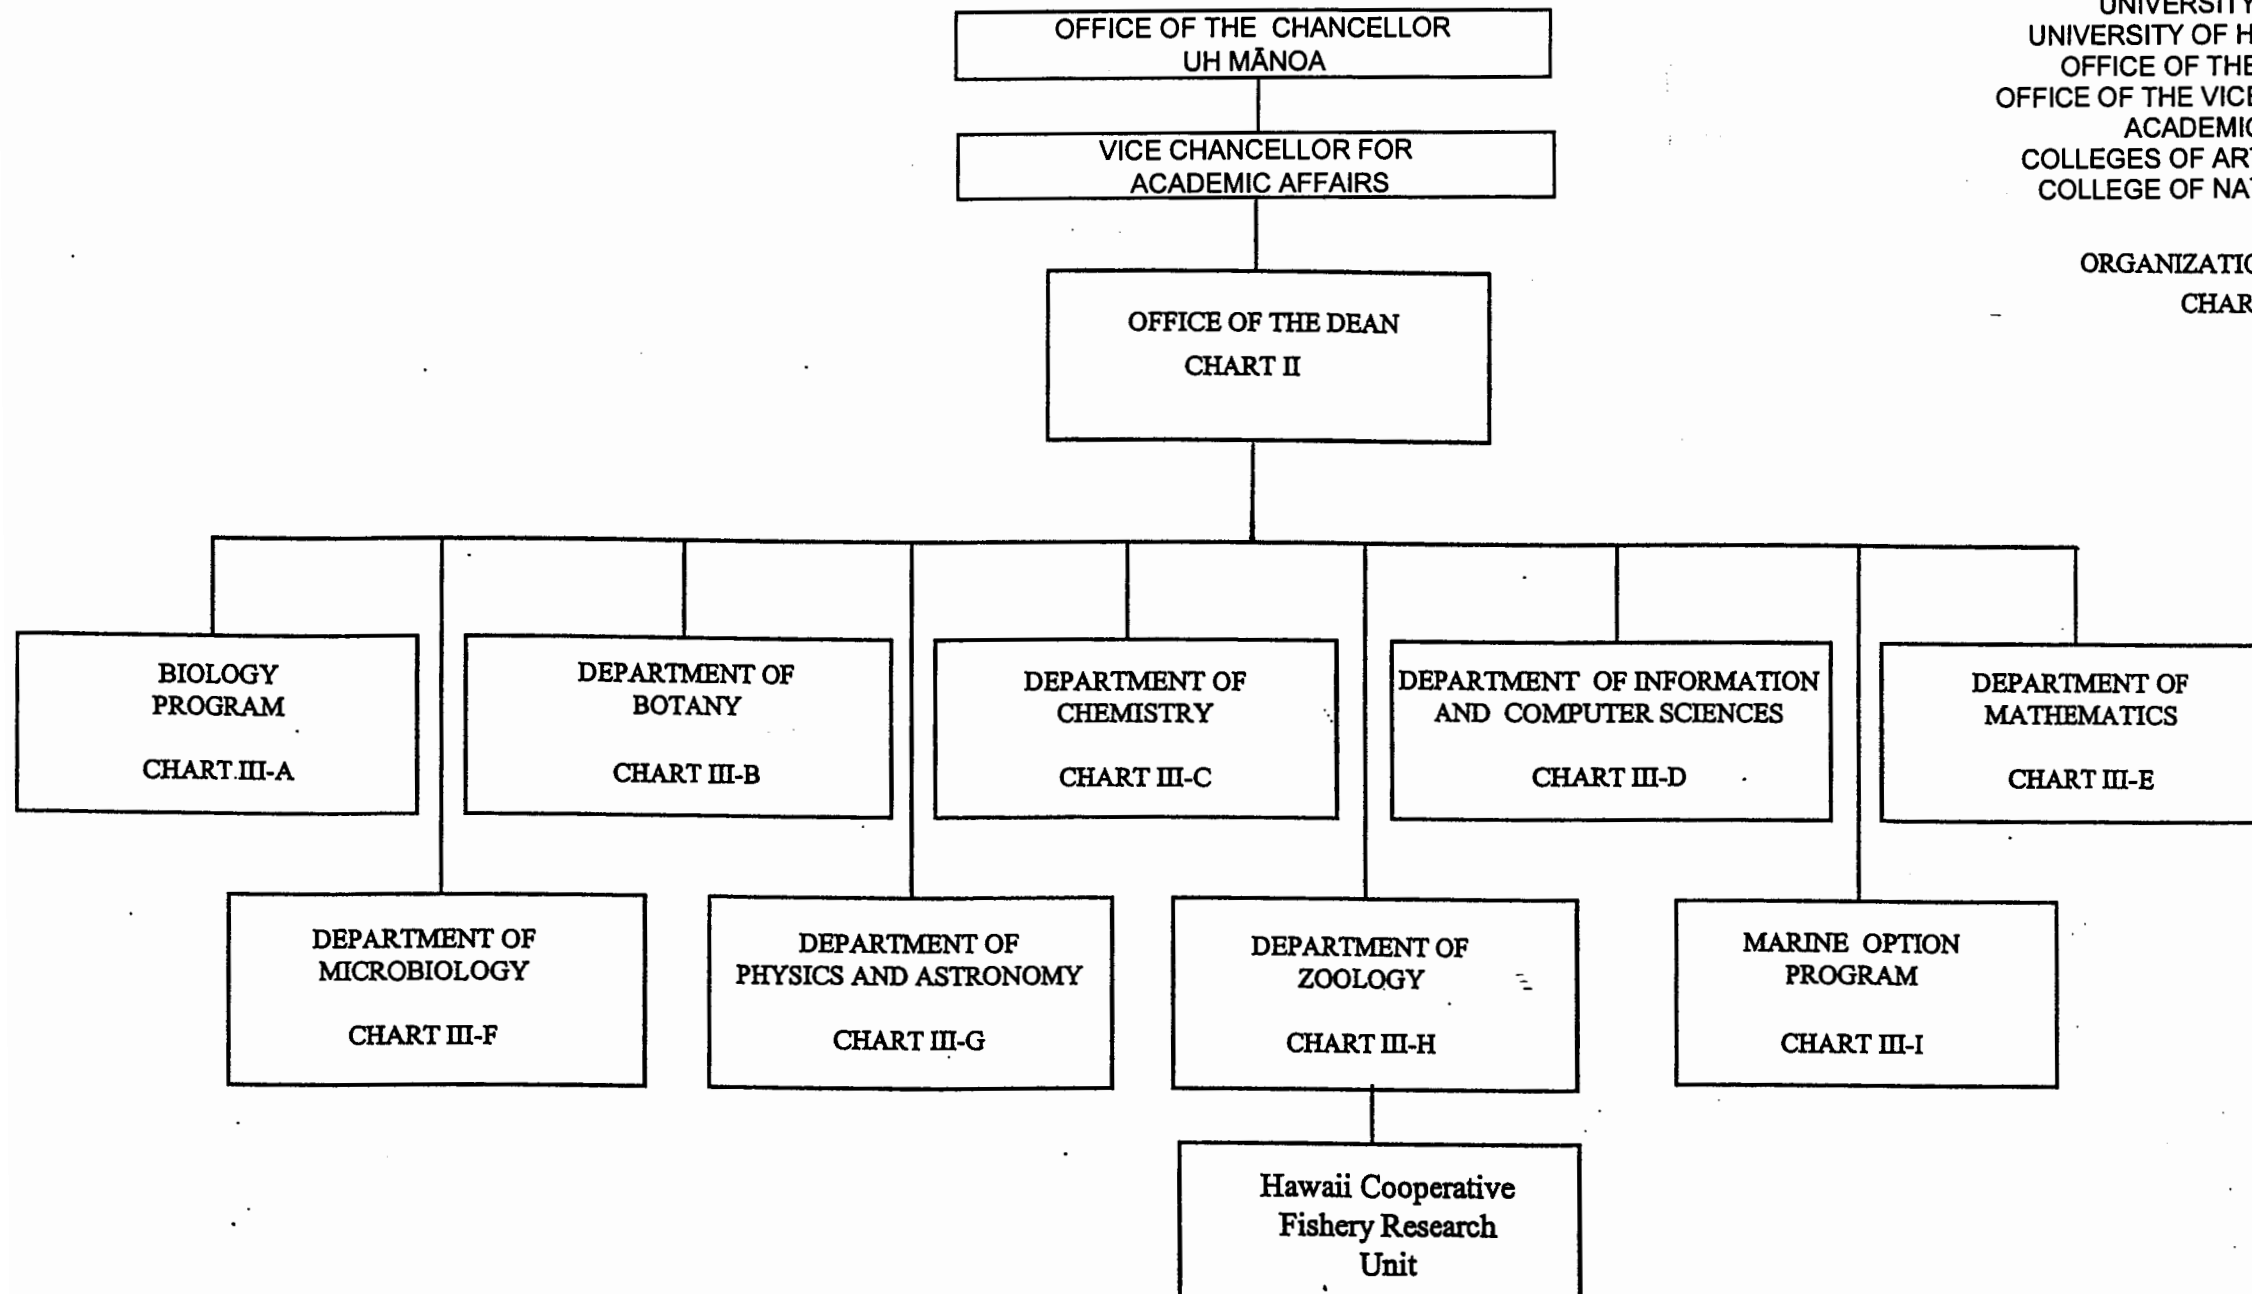 OFFICE OF THE CHANCELLOR
UH MĀNOA
VICE CHANCELLOR FOR
ACADEMIC AFFAIRS
UNIVERSITY
UNIVERSITY OF H
OFFICE OF THE
OFFICE OF THE VICE
ACADEMIC
COLLEGES OF ART
COLLEGE OF NAT
ORGANIZATIO
CHAR
OFFICE OF THE DEAN
CHART II
BIOLOGY
PROGRAM
CHART III-A
DEPARTMENT OF
BOTANY
CHART III-B
DEPARTMENT OF
CHEMISTRY
CHART III-C
DEPARTMENT OF INFORMATION
AND COMPUTER SCIENCES
CHART III-D
DEPARTMENT OF
MATHEMATICS
CHART III-E
DEPARTMENT OF
MICROBIOLOGY
CHART III-F
DEPARTMENT OF
PHYSICS AND ASTRONOMY
CHART III-G
DEPARTMENT OF
ZOOLOGY
CHART III-H
MARINE OPTION
PROGRAM
CHART III-I
Hawaii Cooperative
Fishery Research
Unit